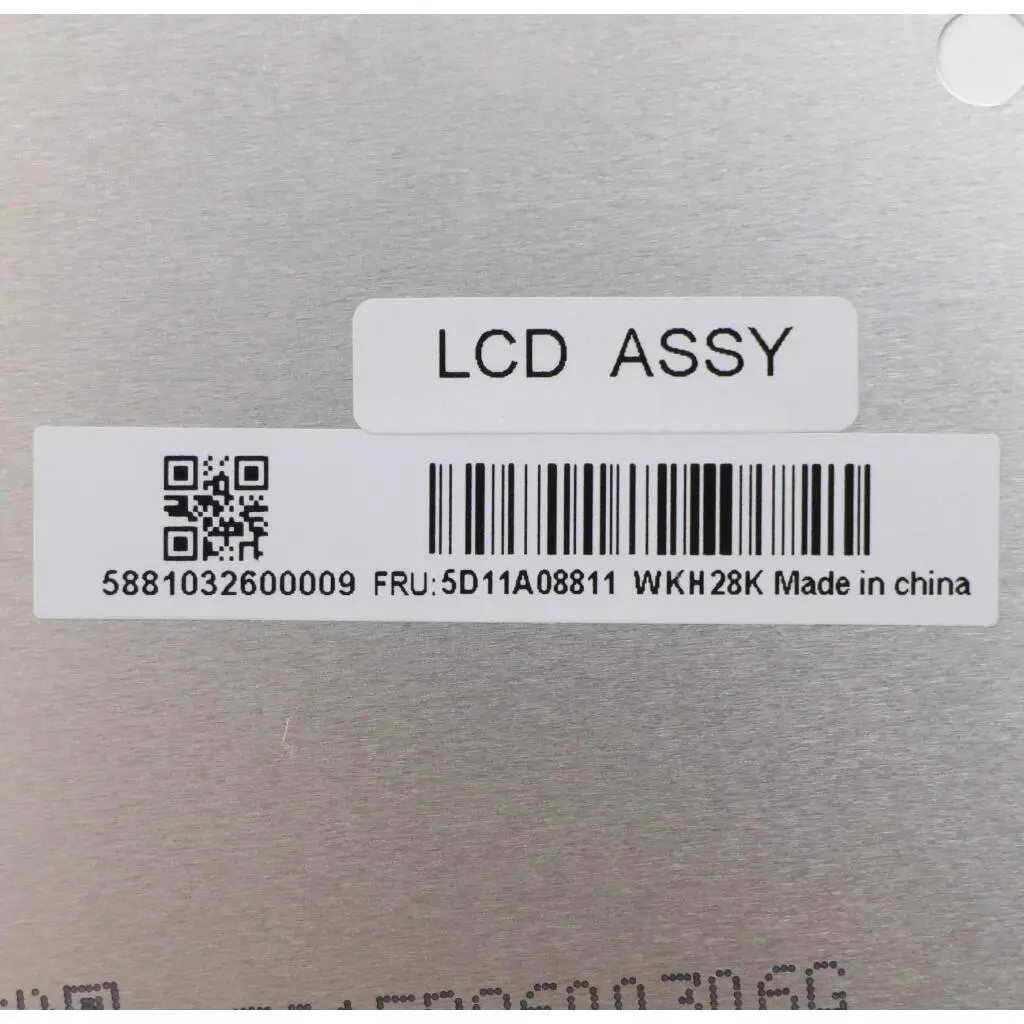 LCD ASSY
5881032600009 FRU:5D11A08811 WKH28K Made in china